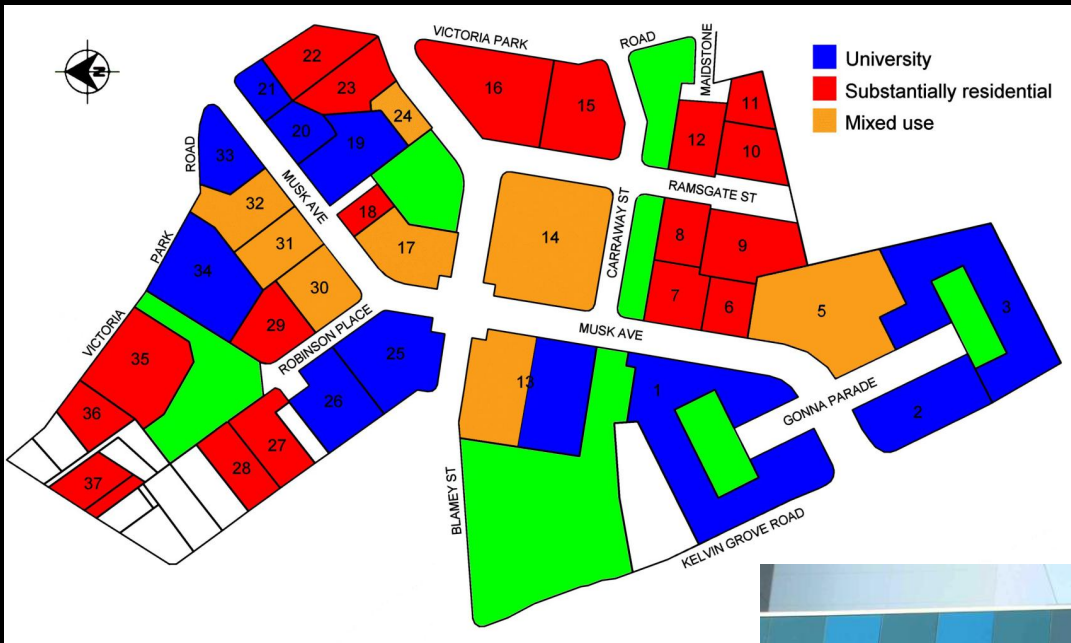 VICTORIA PARK
ROAD
MAIDSTONE
N
University
Substantially residential
Mixed use
22
21
23
24
20
19
16
15
11
12
10
33
ROAD
MUSK AVE
32
18
RAMSGATE ST
CARRAWAY ST
8
9
31
17
14
PARK
34
30
7
6
5
3
29
VICTORIA
ROBINSON PLACE
MUSK AVE
35
25
13
1
GONNA PARADE
36
26
2
27
28
37
BLAMEY ST
KELVIN GROVE ROAD